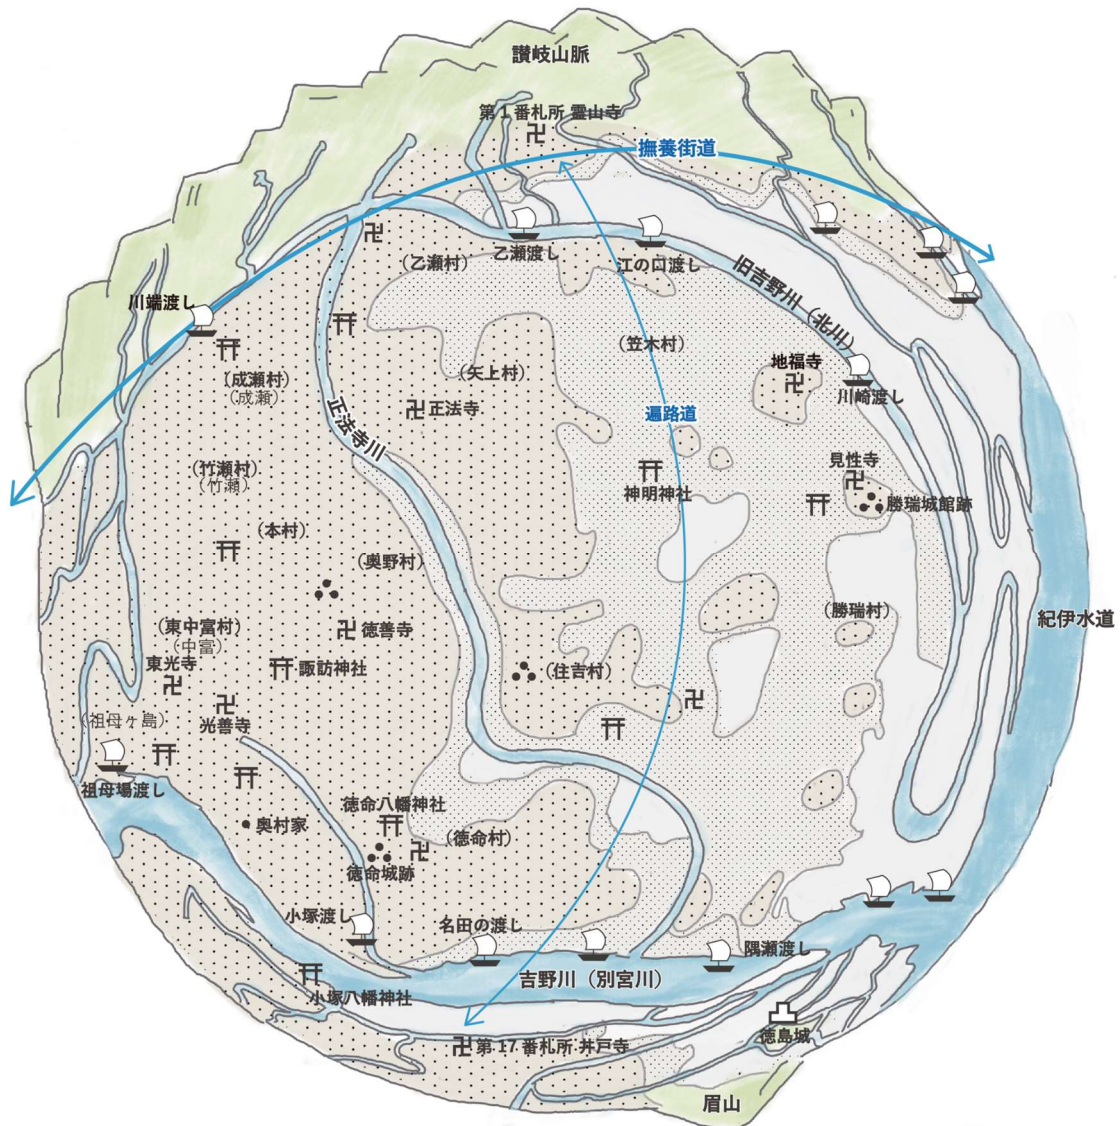 讃岐山脈
第１番札所 霊山寺
撫養街道
乙瀬渡し
江の口渡し
(乙瀬村)
旧吉野川（北川）
川端渡し
(笠木村)
地福寺
(成瀬村)
(成瀬)
(矢上村)
川崎渡し
正法寺
遍路道
正法寺川
見性寺
(竹瀬村)
(竹瀬)
神明神社
勝瑞城館跡
(本村)
(奥野村)
(勝瑞村)
紀伊水道
(東中富村)
(中富)
徳善寺
東光寺
諏訪神社
(住吉村)
(祖母ヶ島)
光善寺
祖母場渡し
徳命八幡神社
奥村家
(徳命村)
徳命城跡
小塚渡し
名田の渡し
隅瀬渡し
吉野川（別宮川）
小塚八幡神社
徳島城
第 17 番札所 井戸寺
眉山